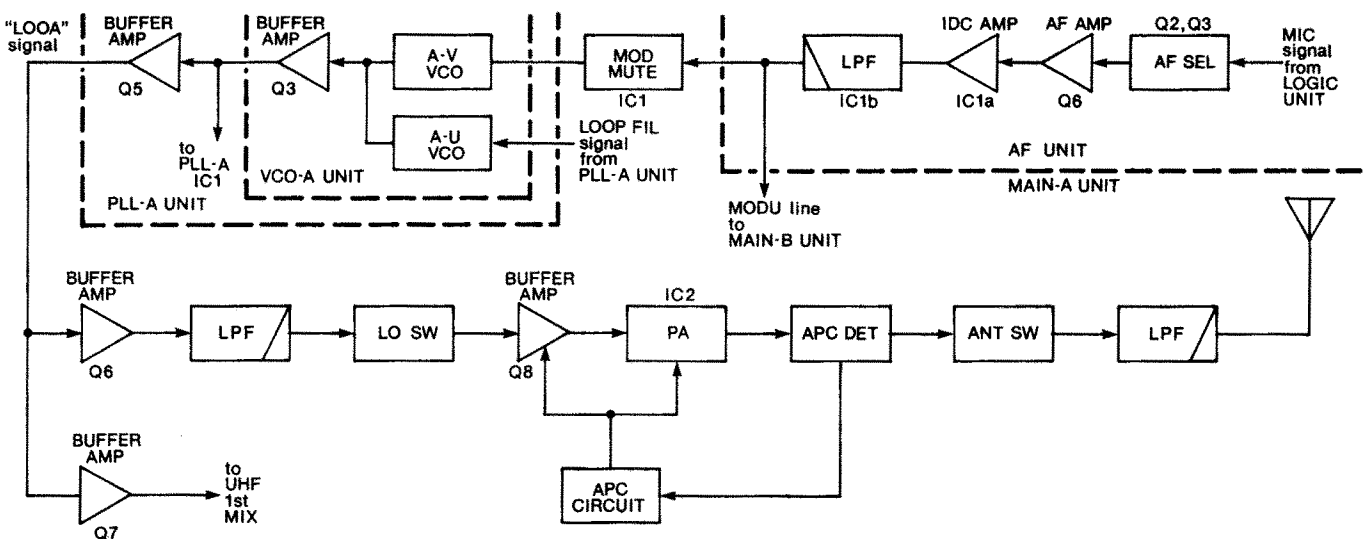 "LOOA"
signal
BUFFER
AMP
Q5
to
PLL-A
IC1
PLL-A UNIT
BUFFER
AMP
Q3
VCO-A UNIT
A-V
VCO
A-U
VCO
LOOP FIL
signal
from
PLL-A UNIT
MOD
MUTE
IC1
LPF
IC1b
IDC AMP
IC1a
AF AMP
Q6
Q2, Q3
AF SEL
MIC
signal
from
LOGIC
UNIT
AF UNIT
MAIN-A UNIT
MODU line
to
MAIN-B UNIT
BUFFER
AMP
Q6
LPF
LO SW
BUFFER
AMP
Q8
IC2
PA
APC DET
ANT SW
LPF
BUFFER
AMP
Q7
to
UHF
1st
MIX
APC
CIRCUIT